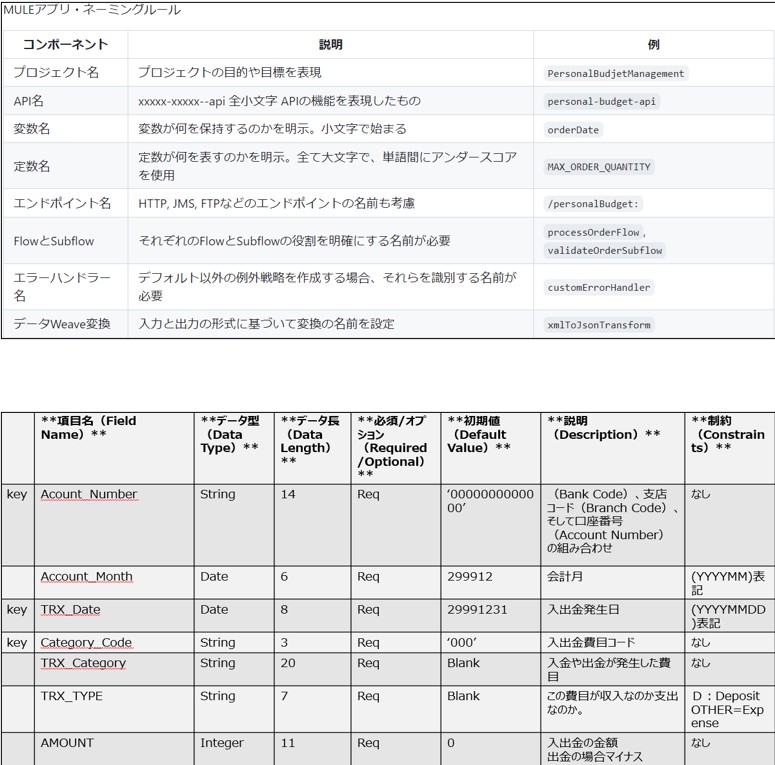 MULEアプリ・ネーミングルール
コンポーネント 説明 例
プロジェクト名 プロジェクトの目的や目標を表現 PersonalBudjetManagement
API名 xxxxx-xxxxx--api 全小文字 APIの機能を表現したもの personal-budget-api
変数名 変数が何を保持するのかを明示。小文字で始まる orderDate
定数名 定数が何を表すのかを明示。全て大文字で、単語間にアンダースコア
を使用 MAX_ORDER_QUANTITY
エンドポイント名 HTTP, JMS, FTPなどのエンドポイントの名前も考慮 /personalBudget:
FlowとSubflow それぞれのFlowとSubflowの役割を明確にする名前が必要 processOrderFlow ,
validateOrderSubflow
エラーハンドラー
名 デフォルト以外の例外戦略を作成する場合、それらを識別する名前が
必要 customErrorHandler
データWeave変換 入力と出力の形式に基づいて変換の名前を設定 xmlToJsonTransform
**項目名（Field
Name）**
**データ型
（Data
Type）**
**データ長
（Data
Length）
**
**必須/オプ
ション
（Required
/Optional）
**
**初期値
（Default
Value）**
**説明
（Description）**
**制約
（Constrain
ts）**
key Acount_Number String 14 Req
‘00000000000
00’
（Bank Code）、支店
コード（Branch Code）、
そして口座番号
（Account Number）
の組み合わせ
なし
Account_Month Date 6 Req 299912 会計月
(YYYYMM)表
記
key TRX_Date Date 8 Req 29991231 入出金発生日
(YYYYMMDD
)表記
key Category_Code String 3 Req ‘000’ 入出金費目コード なし
TRX_Category String 20 Req Blank
入金や出金が発生した費
目
なし
TRX_TYPE String 7 Req Blank
この費目が収入なのか支出
なのか。
D：Deposit
OTHER=Exp
ense
AMOUNT Integer 11 Req 0
入出金の金額
出金の場合マイナス
なし